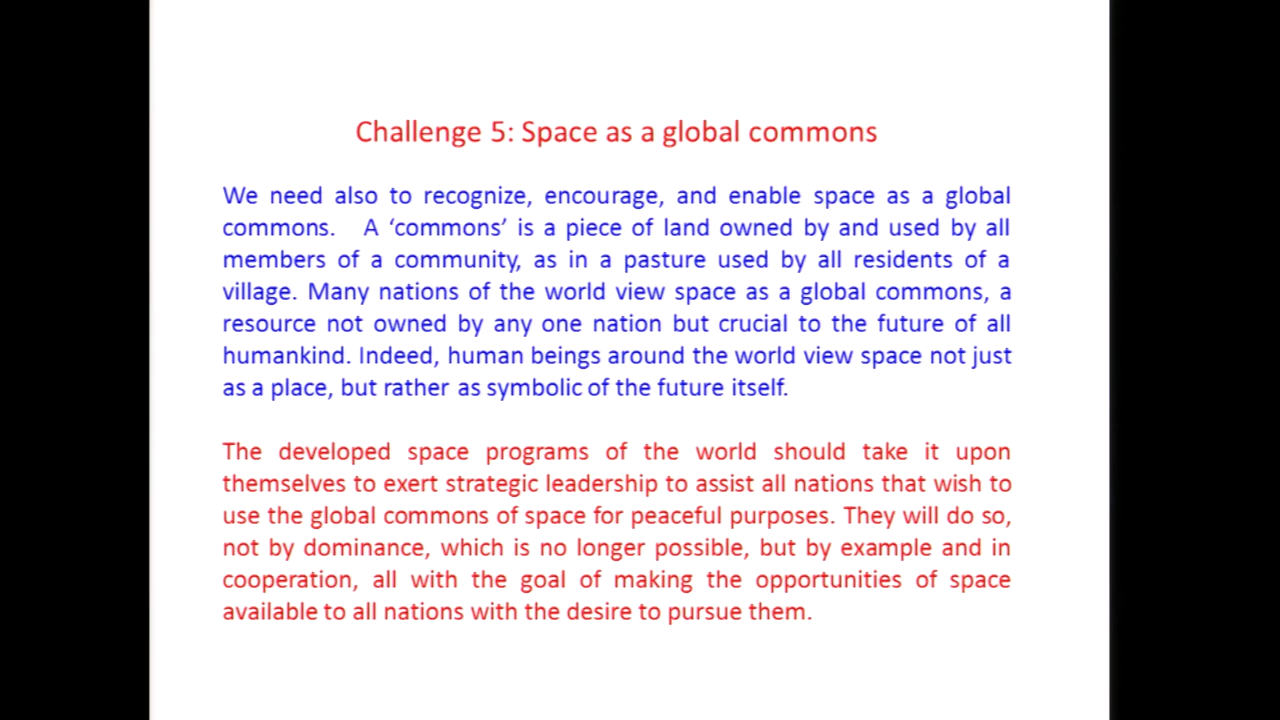 Challenge 5: Space as a global commons
We need also to recognize, encourage, and enable space as a global
commons. A ‘commons’ is a piece of land owned by and used by all
members of a community, as in a pasture used by all residents of a
village. Many nations of the world view space as a global commons, a
resource not owned by any one nation but crucial to the future of all
humankind. Indeed, human beings around the world view space not just
as a place, but rather as symbolic of the future itself.
The developed space programs of the world should take it upon
themselves to exert strategic leadership to assist all nations that wish to
use the global commons of space for peaceful purposes. They will do so,
not by dominance, which is no longer possible, but by example and in
cooperation, all with the goal of making the opportunities of space
available to all nations with the desire to pursue them.